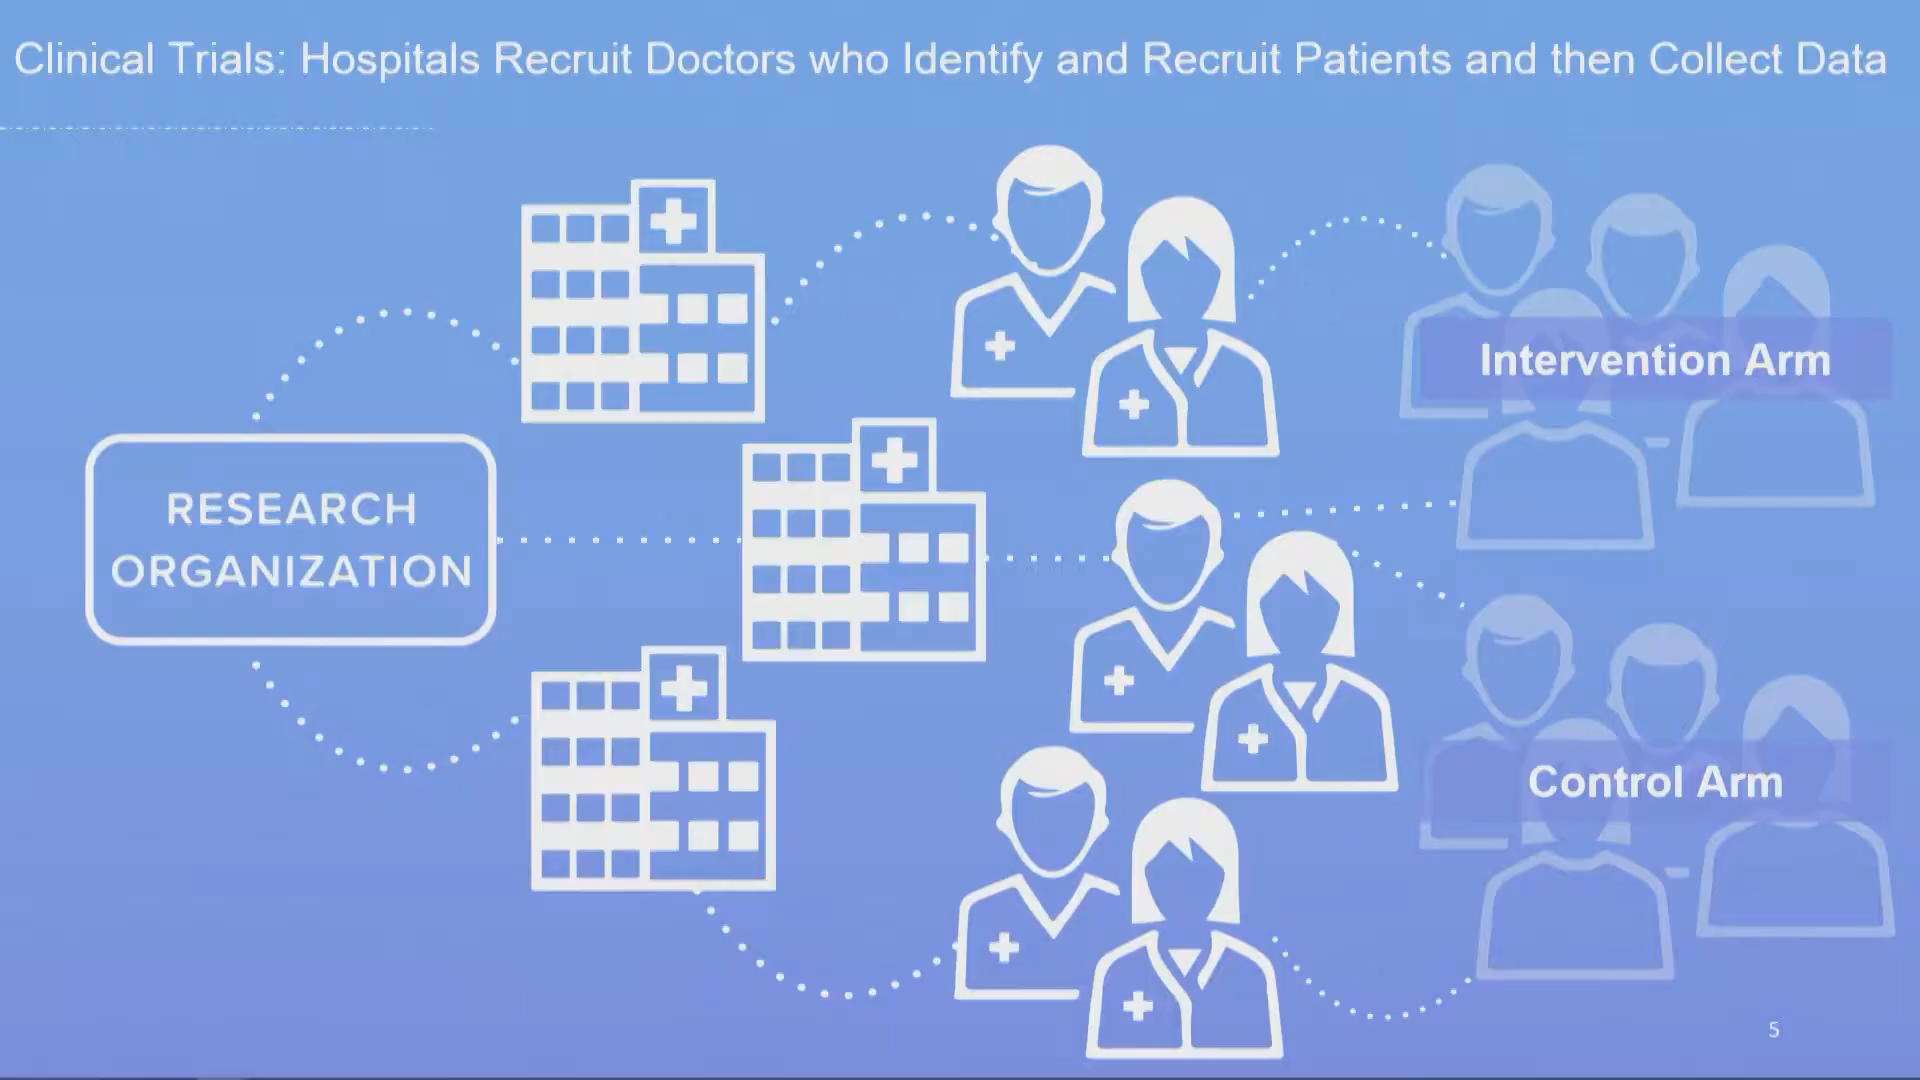 Clinical Trials: Hospitals Recruit Doctors who Identify and Recruit Patients and then Collect Data
RESEARCH
ORGANIZATION
Intervention Arm
Control Arm
5